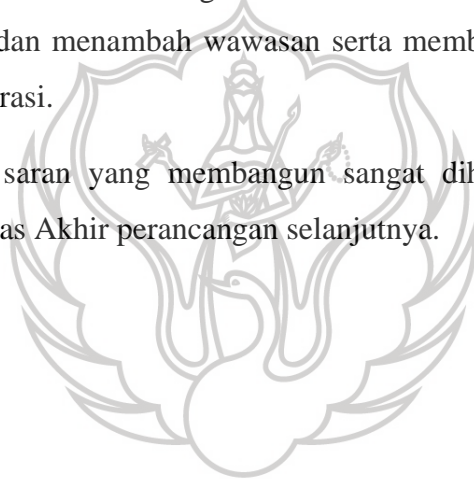 dan menambah wawasan serta memb
rasi.
saran yang membangun sangat dih
as Akhir perancangan selanjutnya.